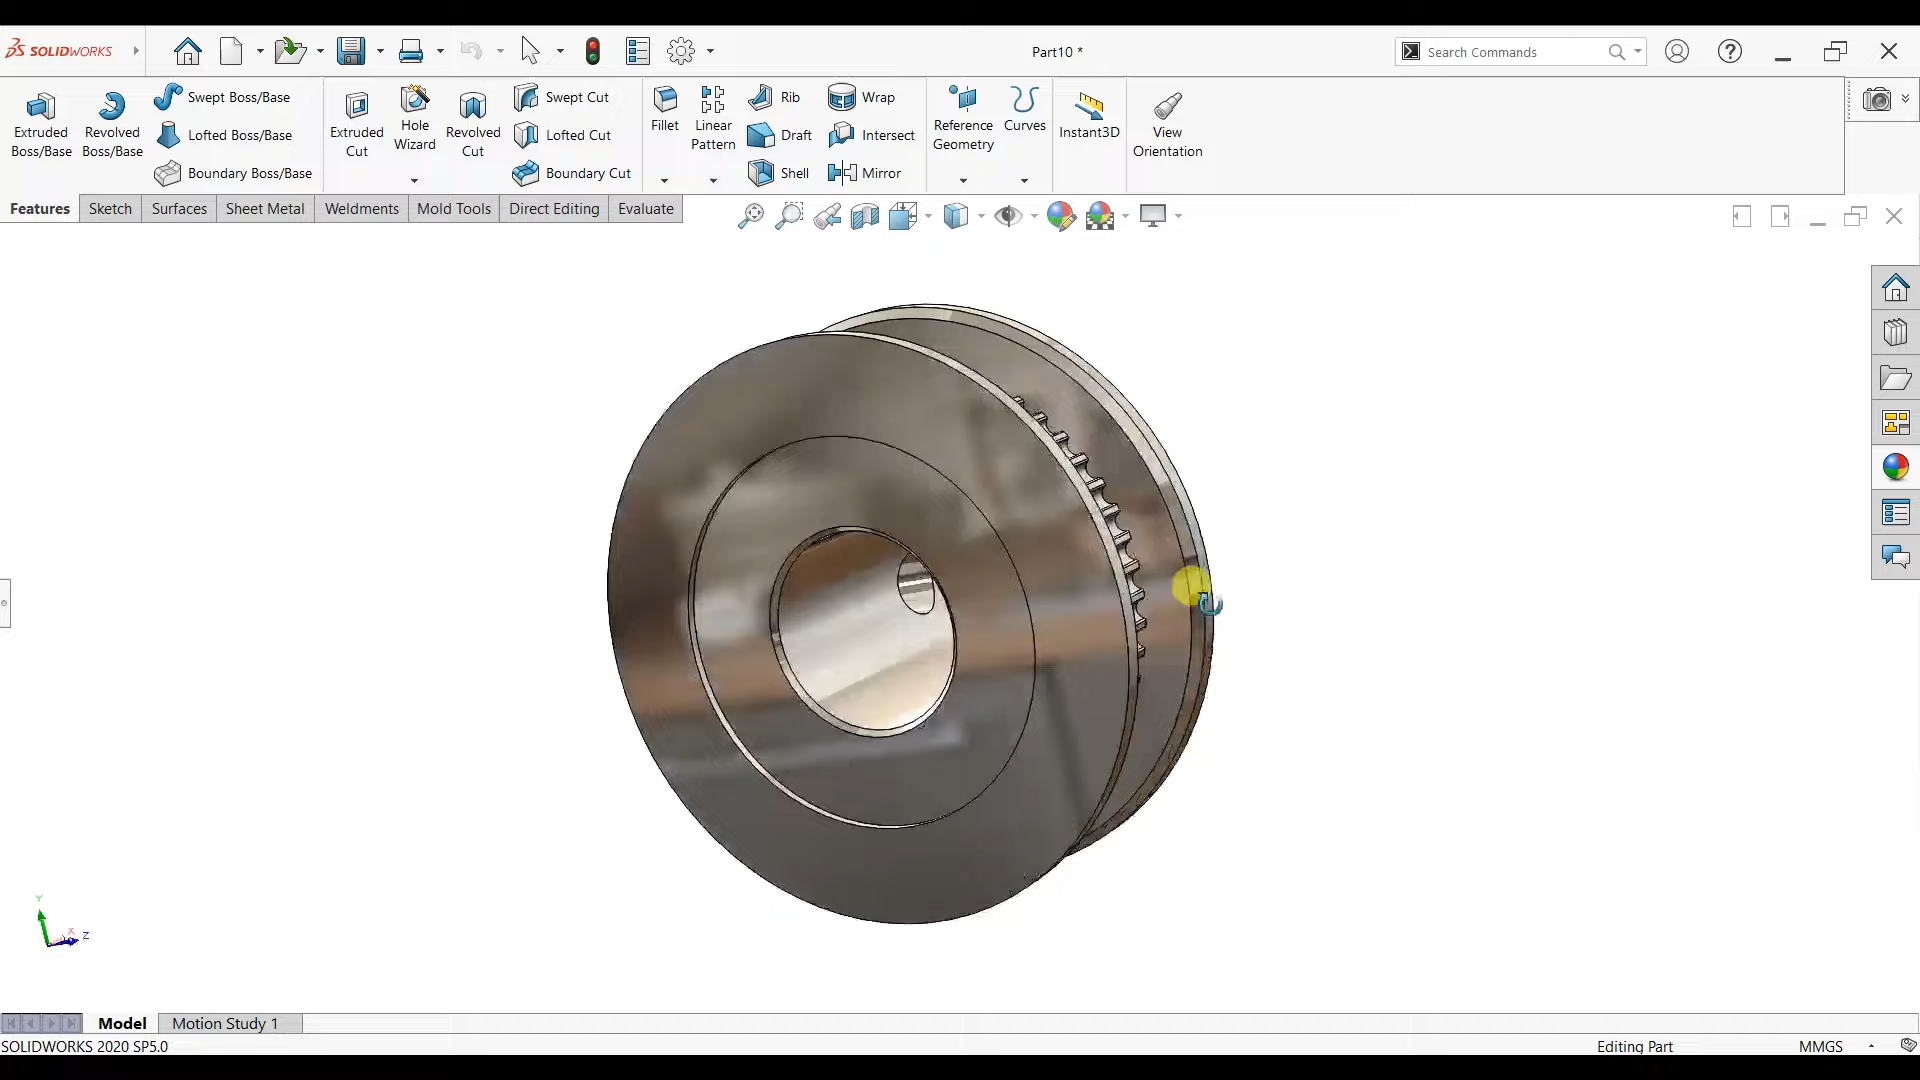 SOLIDWORKS
Part10 *
Search Commands
Extruded Boss/Base
Revolved Boss/Base
Swept Boss/Base
Lofted Boss/Base
Boundary Boss/Base
Extruded Cut
Hole Wizard
Revolved Cut
Swept Cut
Lofted Cut
Boundary Cut
Fillet
Linear Pattern
Rib
Draft
Shell
Wrap
Intersect
Mirror
Reference Geometry
Curves
Instant3D
View Orientation
Features Sketch Surfaces Sheet Metal Weldments Mold Tools Direct Editing Evaluate
Y
X
Z
Model Motion Study 1
SOLIDWORKS 2020 SP5.0
Editing Part
MMGS